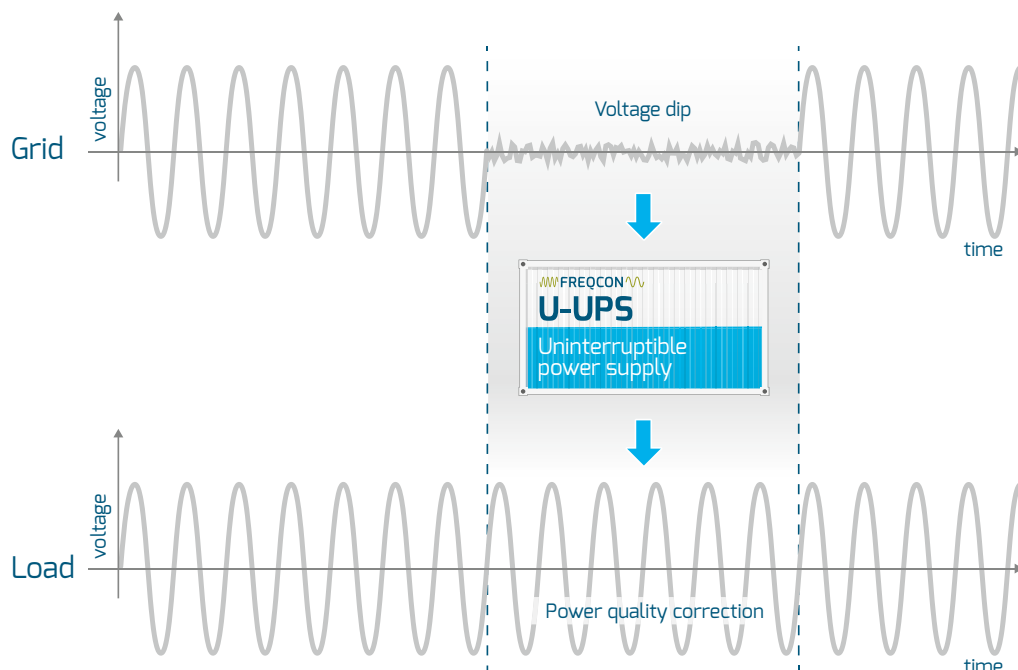 voltage
Voltage dip
Grid
time
FREQCON
U-UPS
Uninterruptible
power supply
voltage
Load
Power quality correction
time